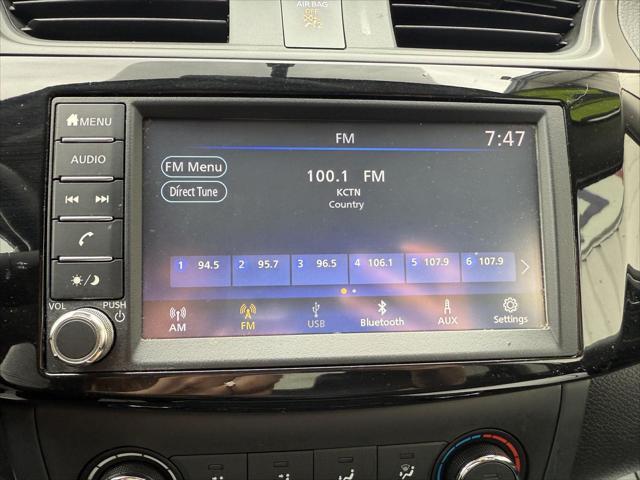 AIR BAG
OFF
MENU
AUDIO
VOL
PUSH
FM
7:47
FM Menu
Direct Tune
100.1 FM
KCTN
Country
1 94.5
2 95.7
3 96.5
4 106.1
5 107.9
6 107.9
AM
FM
USB
Bluetooth
AUX
Settings